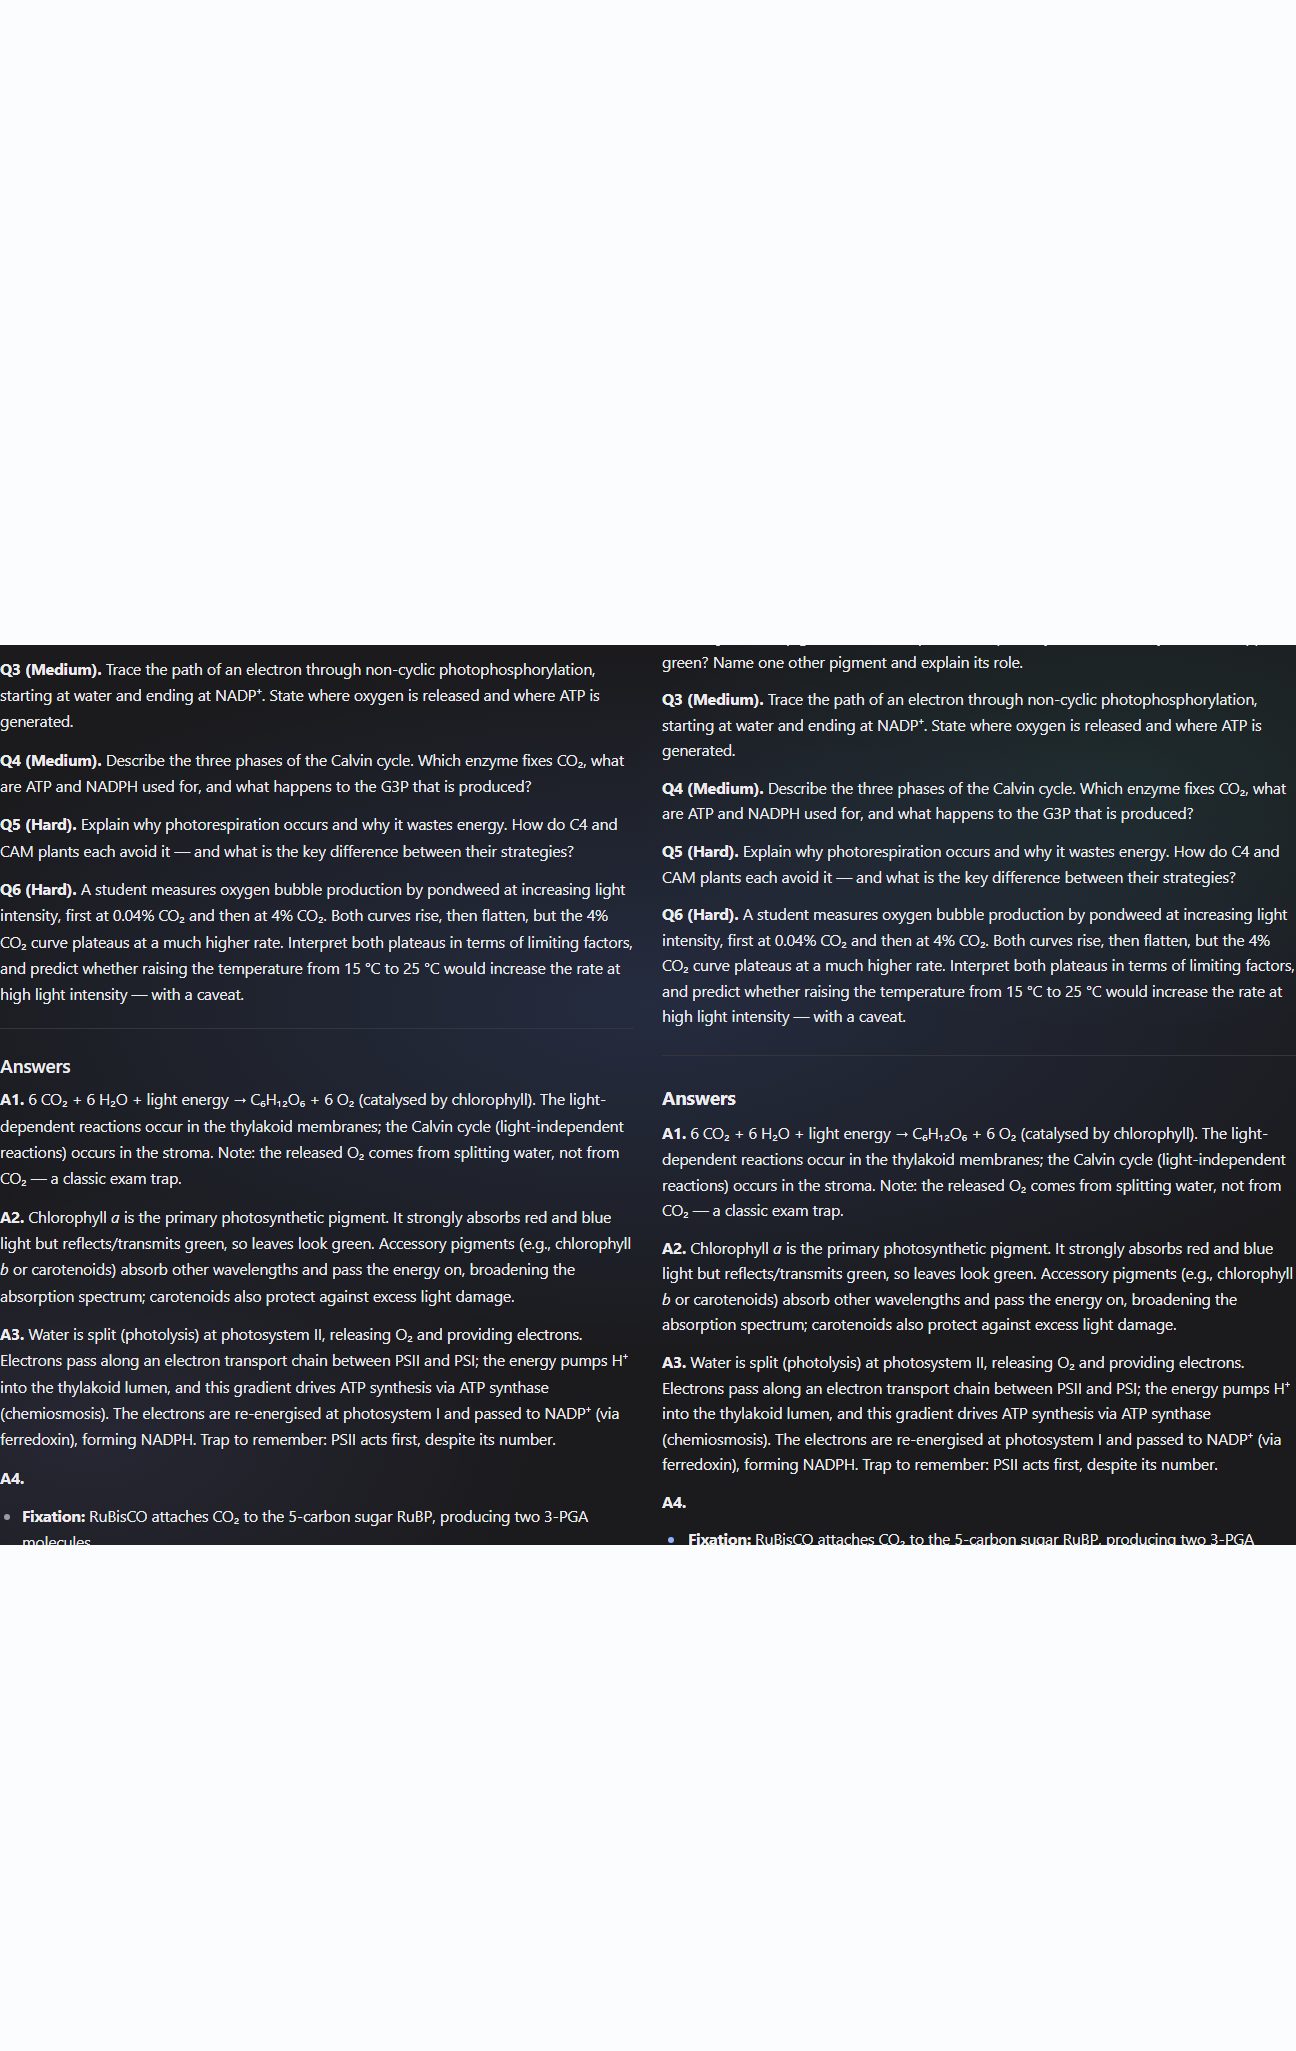 Q3 (Medium). Trace the path of an electron through non-cyclic photophosphorylation,
starting at water and ending at NADP⁺. State where oxygen is released and where ATP is
generated.
Q4 (Medium). Describe the three phases of the Calvin cycle. Which enzyme fixes CO₂, what
are ATP and NADPH used for, and what happens to the G3P that is produced?
Q5 (Hard). Explain why photorespiration occurs and why it wastes energy. How do C4 and
CAM plants each avoid it — and what is the key difference between their strategies?
Q6 (Hard). A student measures oxygen bubble production by pondweed at increasing light
intensity, first at 0.04% CO₂ and then at 4% CO₂. Both curves rise, then flatten, but the 4%
CO₂ curve plateaus at a much higher rate. Interpret both plateaus in terms of limiting factors,
and predict whether raising the temperature from 15 °C to 25 °C would increase the rate at
high light intensity — with a caveat.
Answers
A1. 6 CO₂ + 6 H₂O + light energy → C₆H₁₂O₆ + 6 O₂ (catalysed by chlorophyll). The light-
dependent reactions occur in the thylakoid membranes; the Calvin cycle (light-independent
reactions) occurs in the stroma. Note: the released O₂ comes from splitting water, not from
CO₂ — a classic exam trap.
A2. Chlorophyll a is the primary photosynthetic pigment. It strongly absorbs red and blue
light but reflects/transmits green, so leaves look green. Accessory pigments (e.g., chlorophyll
b or carotenoids) absorb other wavelengths and pass the energy on, broadening the
absorption spectrum; carotenoids also protect against excess light damage.
A3. Water is split (photolysis) at photosystem II, releasing O₂ and providing electrons.
Electrons pass along an electron transport chain between PSII and PSI; the energy pumps H⁺
into the thylakoid lumen, and this gradient drives ATP synthesis via ATP synthase
(chemiosmosis). The electrons are re-energised at photosystem I and passed to NADP⁺ (via
ferredoxin), forming NADPH. Trap to remember: PSII acts first, despite its number.
A4.
• Fixation: RuBisCO attaches CO₂ to the 5-carbon sugar RuBP, producing two 3-PGA
molecules.
green? Name one other pigment and explain its role.
Q3 (Medium). Trace the path of an electron through non-cyclic photophosphorylation,
starting at water and ending at NADP⁺. State where oxygen is released and where ATP is
generated.
Q4 (Medium). Describe the three phases of the Calvin cycle. Which enzyme fixes CO₂, what
are ATP and NADPH used for, and what happens to the G3P that is produced?
Q5 (Hard). Explain why photorespiration occurs and why it wastes energy. How do C4 and
CAM plants each avoid it — and what is the key difference between their strategies?
Q6 (Hard). A student measures oxygen bubble production by pondweed at increasing light
intensity, first at 0.04% CO₂ and then at 4% CO₂. Both curves rise, then flatten, but the 4%
CO₂ curve plateaus at a much higher rate. Interpret both plateaus in terms of limiting factors,
and predict whether raising the temperature from 15 °C to 25 °C would increase the rate at
high light intensity — with a caveat.
Answers
A1. 6 CO₂ + 6 H₂O + light energy → C₆H₁₂O₆ + 6 O₂ (catalysed by chlorophyll). The light-
dependent reactions occur in the thylakoid membranes; the Calvin cycle (light-independent
reactions) occurs in the stroma. Note: the released O₂ comes from splitting water, not from
CO₂ — a classic exam trap.
A2. Chlorophyll a is the primary photosynthetic pigment. It strongly absorbs red and blue
light but reflects/transmits green, so leaves look green. Accessory pigments (e.g., chlorophyll
b or carotenoids) absorb other wavelengths and pass the energy on, broadening the
absorption spectrum; carotenoids also protect against excess light damage.
A3. Water is split (photolysis) at photosystem II, releasing O₂ and providing electrons.
Electrons pass along an electron transport chain between PSII and PSI; the energy pumps H⁺
into the thylakoid lumen, and this gradient drives ATP synthesis via ATP synthase
(chemiosmosis). The electrons are re-energised at photosystem I and passed to NADP⁺ (via
ferredoxin), forming NADPH. Trap to remember: PSII acts first, despite its number.
A4.
• Fixation: RuBisCO attaches CO₂ to the 5-carbon sugar RuBP, producing two 3-PGA